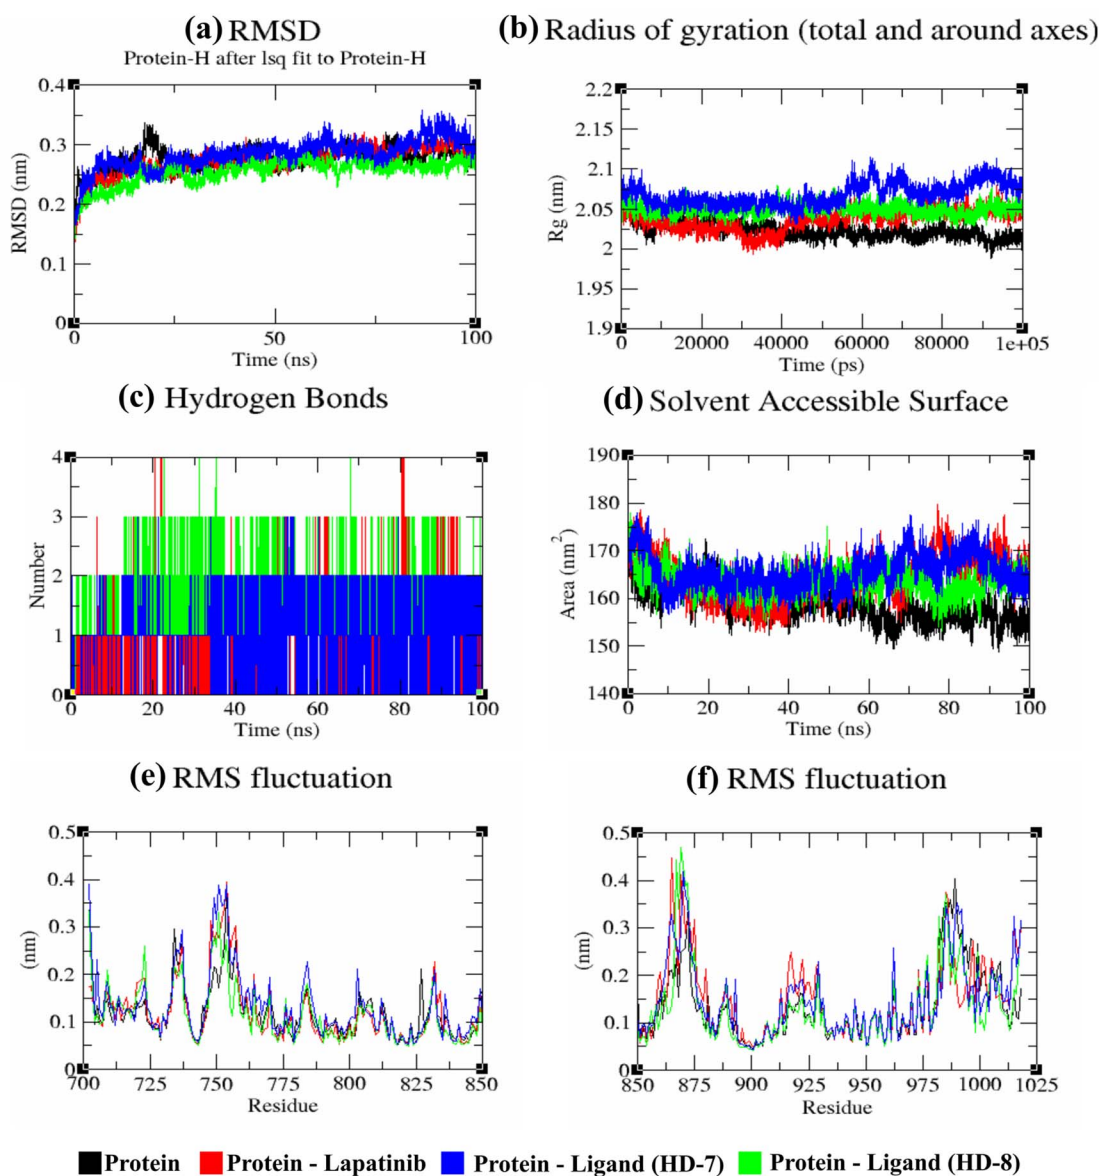 (a) RMSD
Protein-H after lsq fit to Protein-H
0.4
0.3
0.2
0.1
0
RMSD (nm)
0 50 100
Time (ns)
(b) Radius of gyration (total and around axes)
2.2
2.15
2.1
2.05
2
1.95
1.9
Rg (nm)
0 20000 40000 60000 80000 1e+05
Time (ps)
(c) Hydrogen Bonds
4
3
2
1
0
Number
0 20 40 60 80 100
Time (ns)
(d) Solvent Accessible Surface
190
180
170
160
150
140
Area (nm²)
0 20 40 60 80 100
Time (ns)
(e) RMS fluctuation
0.5
0.4
0.3
0.2
0.1
0
(nm)
700 725 750 775 800 825 850
Residue
(f) RMS fluctuation
0.5
0.4
0.3
0.2
0.1
0
(nm)
850 875 900 925 950 975 1000 1025
Residue
Protein Protein - Lapatinib Protein - Ligand (HD-7) Protein - Ligand (HD-8)